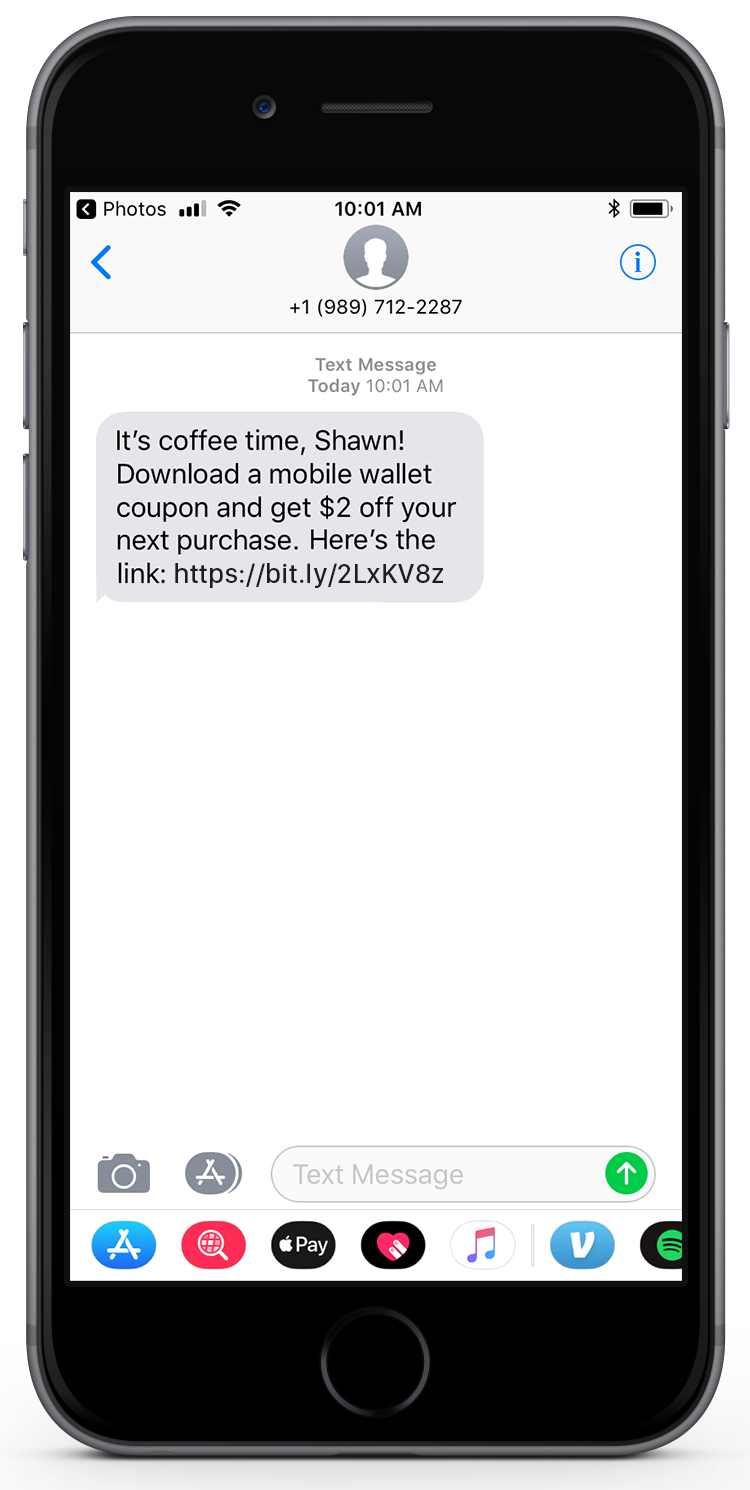 Photos
10:01 AM
+1 (989) 712-2287
Text Message
Today 10:01 AM
It’s coffee time, Shawn!
Download a mobile wallet
coupon and get $2 off your
next purchase. Here’s the
link: https://bit.ly/2LxKV8z
Text Message
Pay